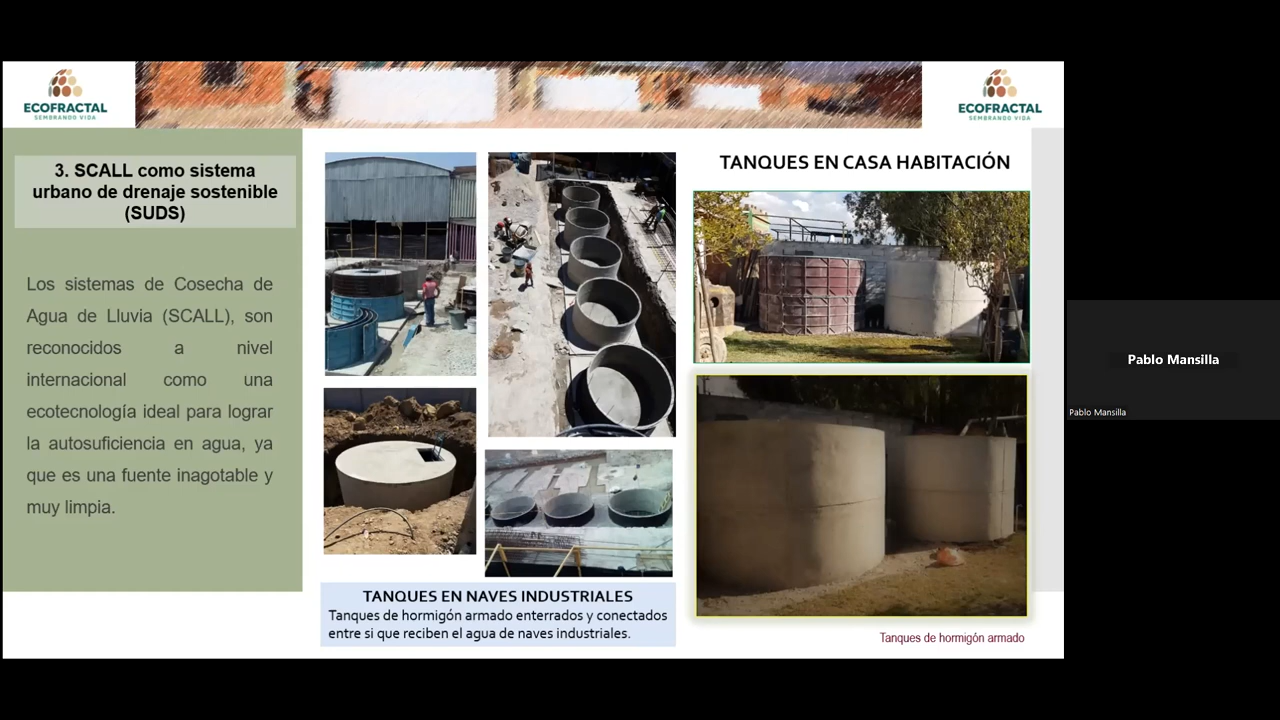 ECOFRACTAL
SEMBRANDO VIDA
ECOFRACTAL
SEMBRANDO VIDA
3. SCALL como sistema
urbano de drenaje sostenible
(SUDS)
Los sistemas de Cosecha de
Agua de Lluvia (SCALL), son
reconocidos a nivel
internacional como una
ecotecnología ideal para lograr
la autosuficiencia en agua, ya
que es una fuente inagotable y
muy limpia.
TANQUES EN NAVES INDUSTRIALES
Tanques de hormigón armado enterrados y conectados
entre si que reciben el agua de naves industriales.
TANQUES EN CASA HABITACIÓN
Tanques de hormigón armado
Pablo Mansilla
Pablo Mansilla